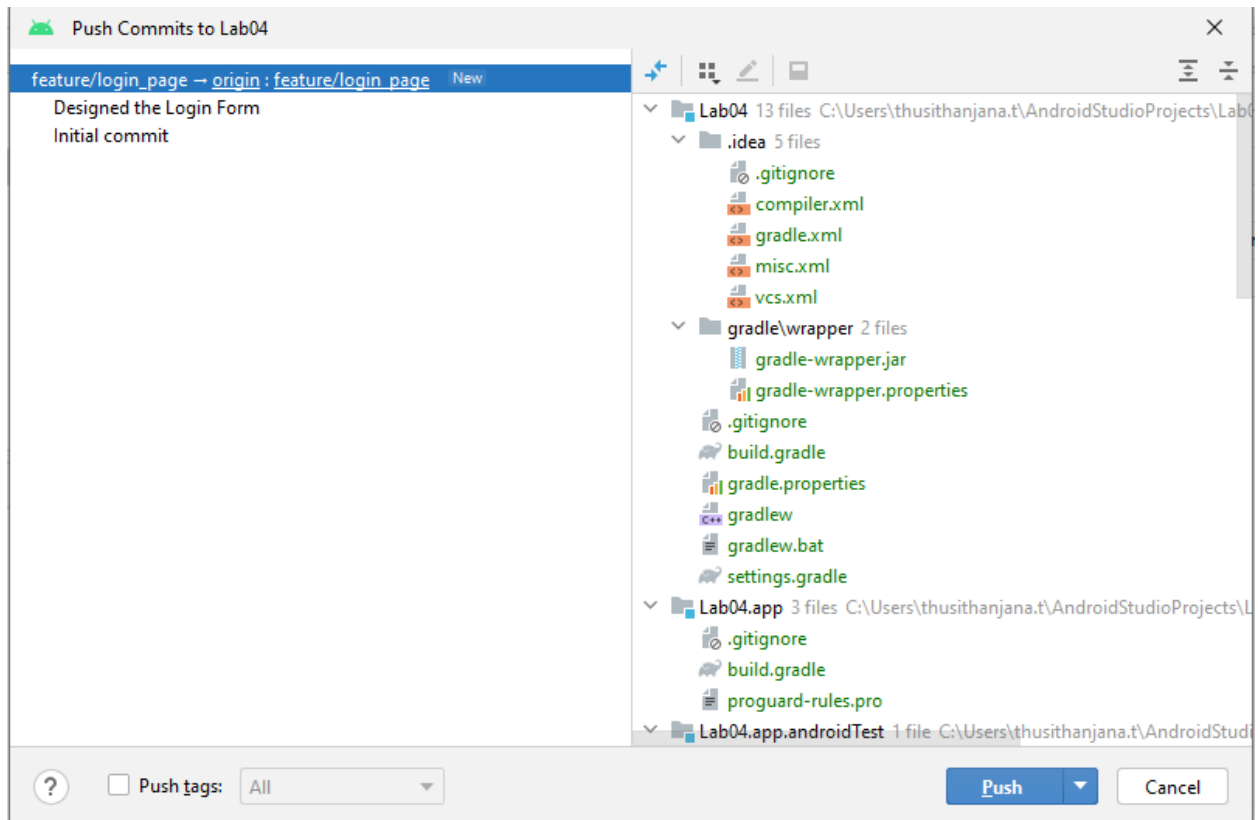 Push Commits to Lab04
feature/login_page → origin : feature/login_page New
Designed the Login Form
Initial commit
Lab04 13 files C:\Users\thusithanjana.t\AndroidStudioProjects\Lab0
.idea 5 files
.gitignore
compiler.xml
gradle.xml
misc.xml
vcs.xml
gradle\wrapper 2 files
gradle-wrapper.jar
gradle-wrapper.properties
.gitignore
build.gradle
gradle.properties
C++ gradlew
gradlew.bat
settings.gradle
Lab04.app 3 files C:\Users\thusithanjana.t\AndroidStudioProjects\L
.gitignore
build.gradle
proguard-rules.pro
Lab04.app.androidTest 1 file C:\Users\thusithanjana.t\AndroidStudi
? Push tags: All Push Cancel